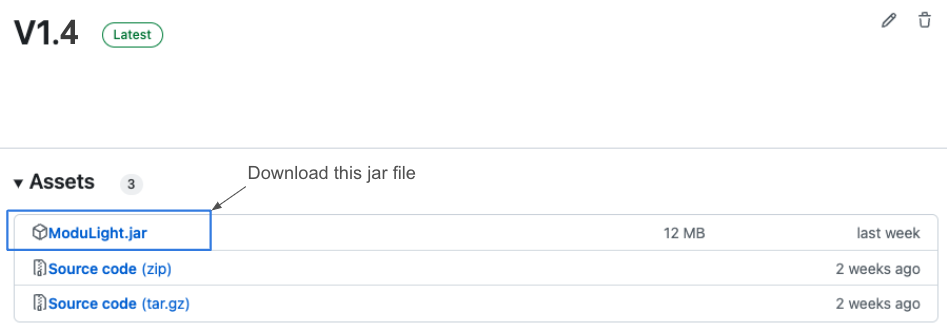 V1.4 Latest
Download this jar file
Assets 3
ModuLight.jar 12 MB last week
Source code (zip) 2 weeks ago
Source code (tar.gz) 2 weeks ago